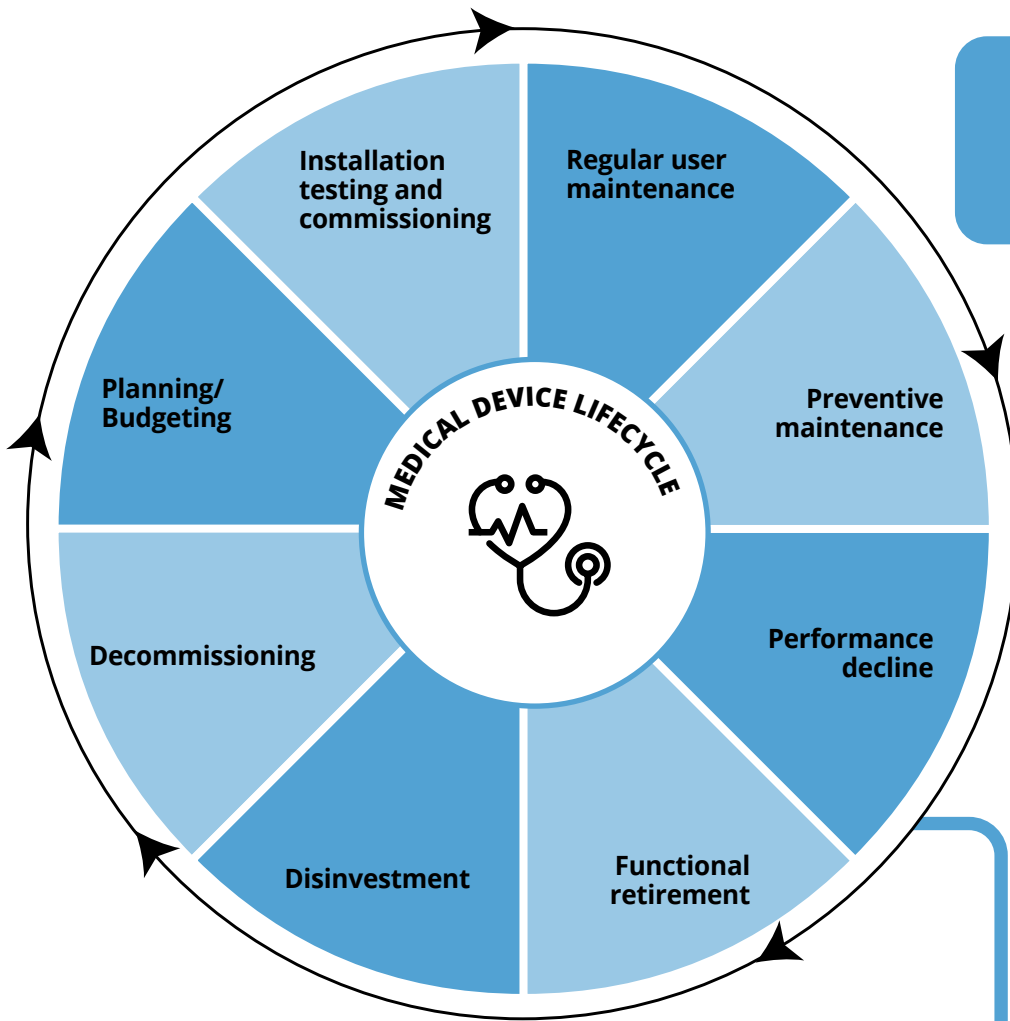 Installation
testing and
commissioning
Regular user
maintenance
Planning/
Budgeting
MEDICAL DEVICE LIFECYCLE
Preventive
maintenance
Decommissioning
Performance
decline
Disinvestment
Functional
retirement